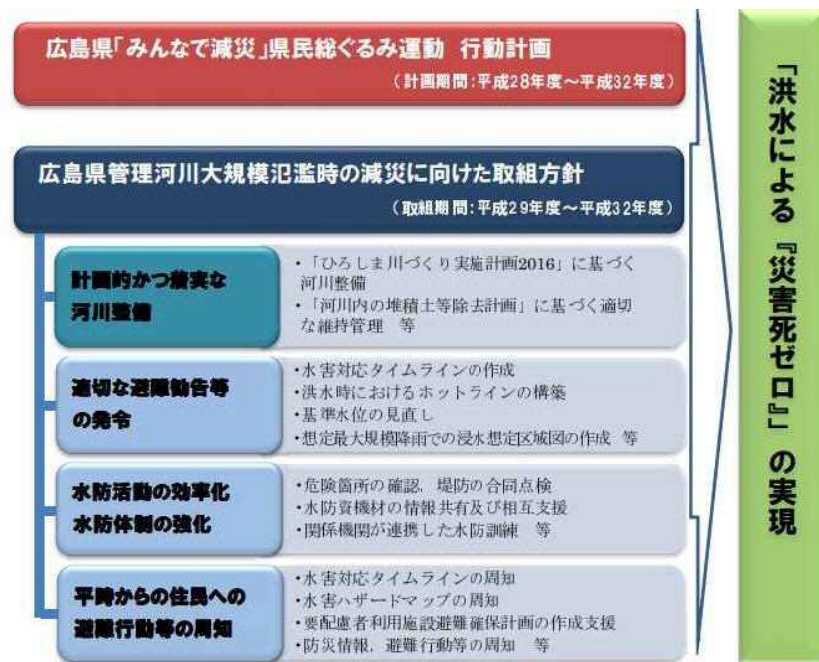 広島県「みんなで減災」県民総ぐるみ運動 行動計画
(計画期間:平成28年度～平成32年度)
広島県管理河川大規模氾濫時の減災に向けた取組方針
(取組期間:平成29年度～平成32年度)
計画的かつ着実な
河川整備
・「ひろしま川づくり実施計画2016」に基づく
河川整備
・「河川内の堆積土等除去計画」に基づく適切
な維持管理 等
適切な避難勧告等
の発令
・水害対応タイムラインの作成
・洪水時におけるホットラインの構築
・基準水位の見直し
・想定最大規模降雨での浸水想定区域図の作成 等
水防活動の効率化
水防体制の強化
・危険箇所の確認，堤防の合同点検
・水防資機材の情報共有及び相互支援
・関係機関が連携した水防訓練 等
平時からの住民への
避難行動等の周知
・水害対応タイムラインの周知
・水害ハザードマップの周知
・要配慮者利用施設避難確保計画の作成支援
・防災情報，避難行動等の周知 等
「洪水による『災害死ゼロ』」の実現